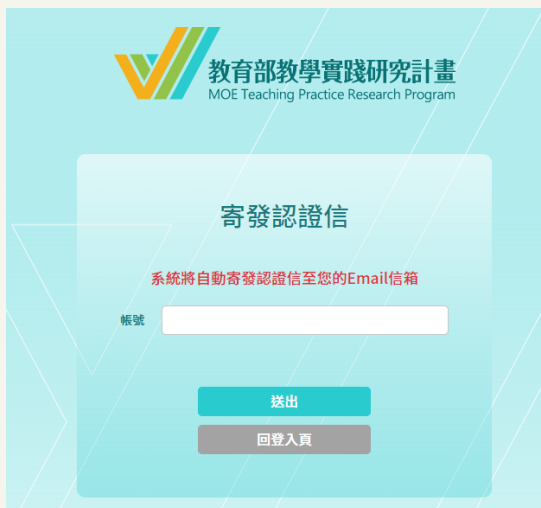 教育部教學實踐研究計畫
MOE Teaching Practice Research Program
寄發認證信
系統將自動寄發認證信至您的Email信箱
帳號
送出
回登入頁